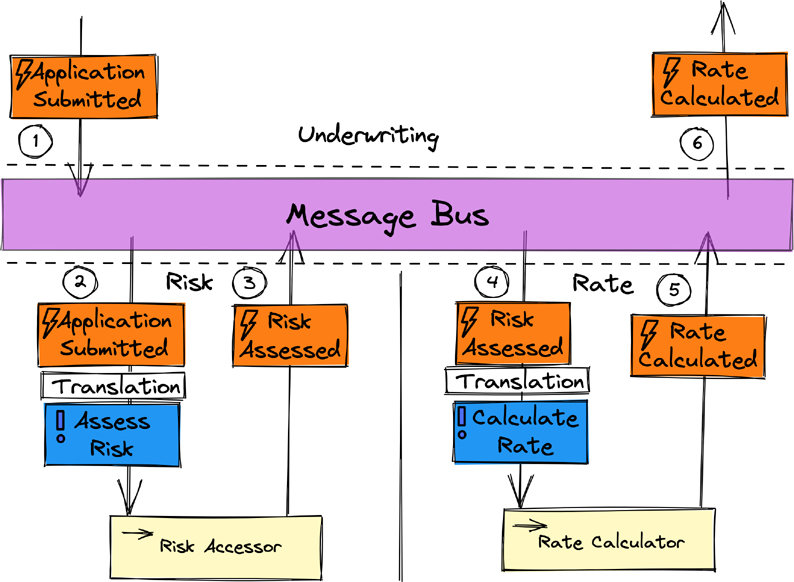 Application
Submitted
1
Underwriting
Rate
Calculated
6
Message Bus
2
Risk
3
4
Rate
5
Application
Submitted
Risk
Assessed
Risk
Assessed
Rate
Calculated
Translation
Translation
! Assess
Risk
! Calculate
Rate
Risk Accessor
Rate Calculator